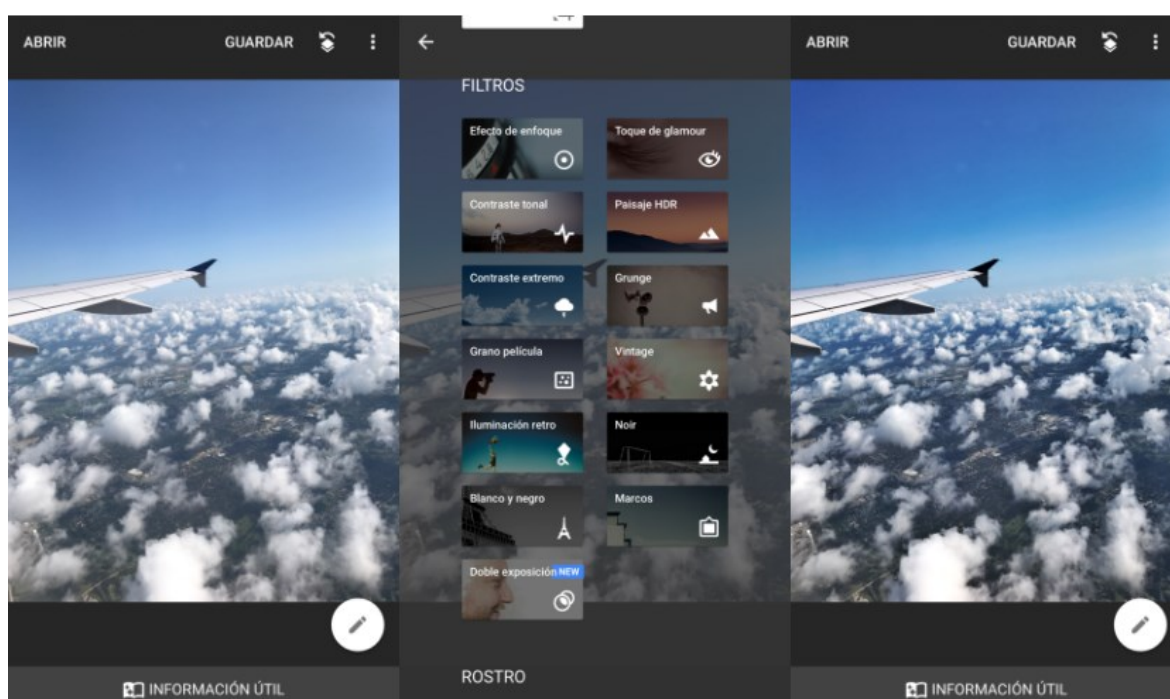 ABRIR GUARDAR
FILTROS
Efecto de enfoque Toque de glamour
Contraste tonal Paisaje HDR
Contraste extremo Grunge
Grano película Vintage
Iluminación retro Noir
Blanco y negro Marcos
Doble exposición NEW
ROSTRO
INFORMACIÓN ÚTIL
ABRIR GUARDAR
INFORMACIÓN ÚTIL